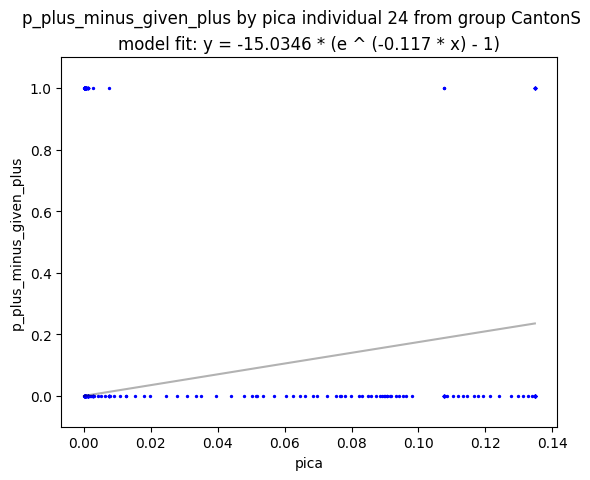 p_plus_minus_given_plus by pica individual 24 from group CantonS
model fit: y = -15.0346 * (e ^ (-0.117 * x) - 1)
1.0
0.8
0.6
0.4
0.2
0.0
p_plus_minus_given_plus
0.00 0.02 0.04 0.06 0.08 0.10 0.12 0.14
pica